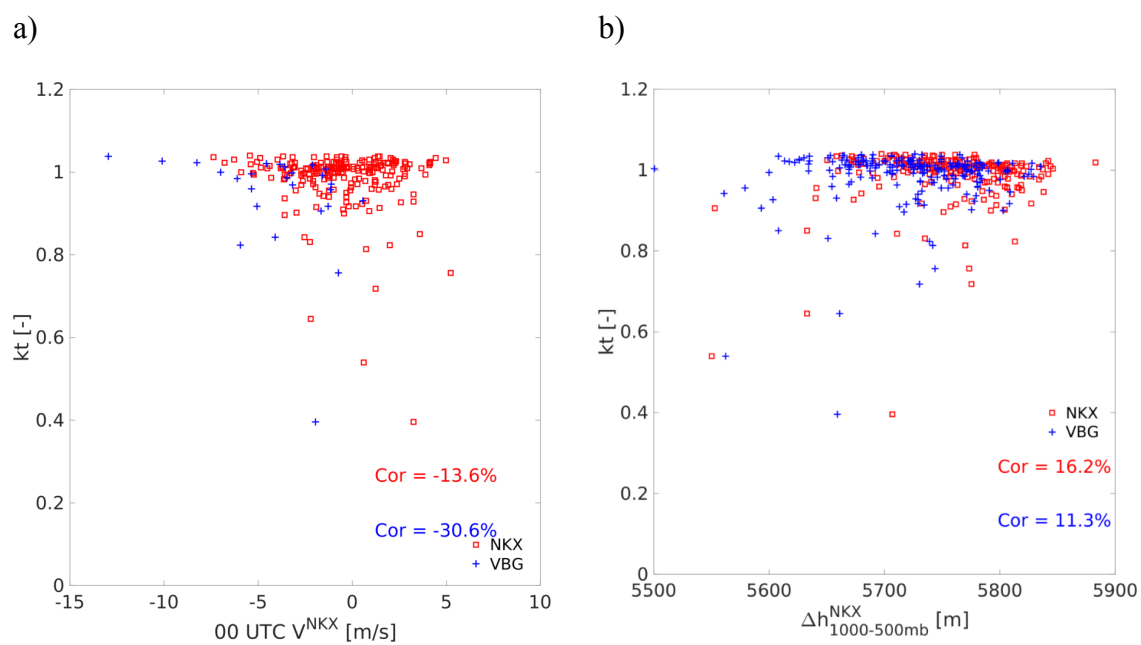 a)
b)
1.2
1
0.8
0.6
0.4
0.2
0
kt [-]
-15 -10 -5 0 5 10
00 UTC V^NKX [m/s]
Cor = -13.6%
Cor = -30.6%
NKX
VBG
1.2
1
0.8
0.6
0.4
0.2
0
kt [-]
5500 5600 5700 5800 5900
Δh^NKX_1000-500mb [m]
NKX
VBG
Cor = 16.2%
Cor = 11.3%